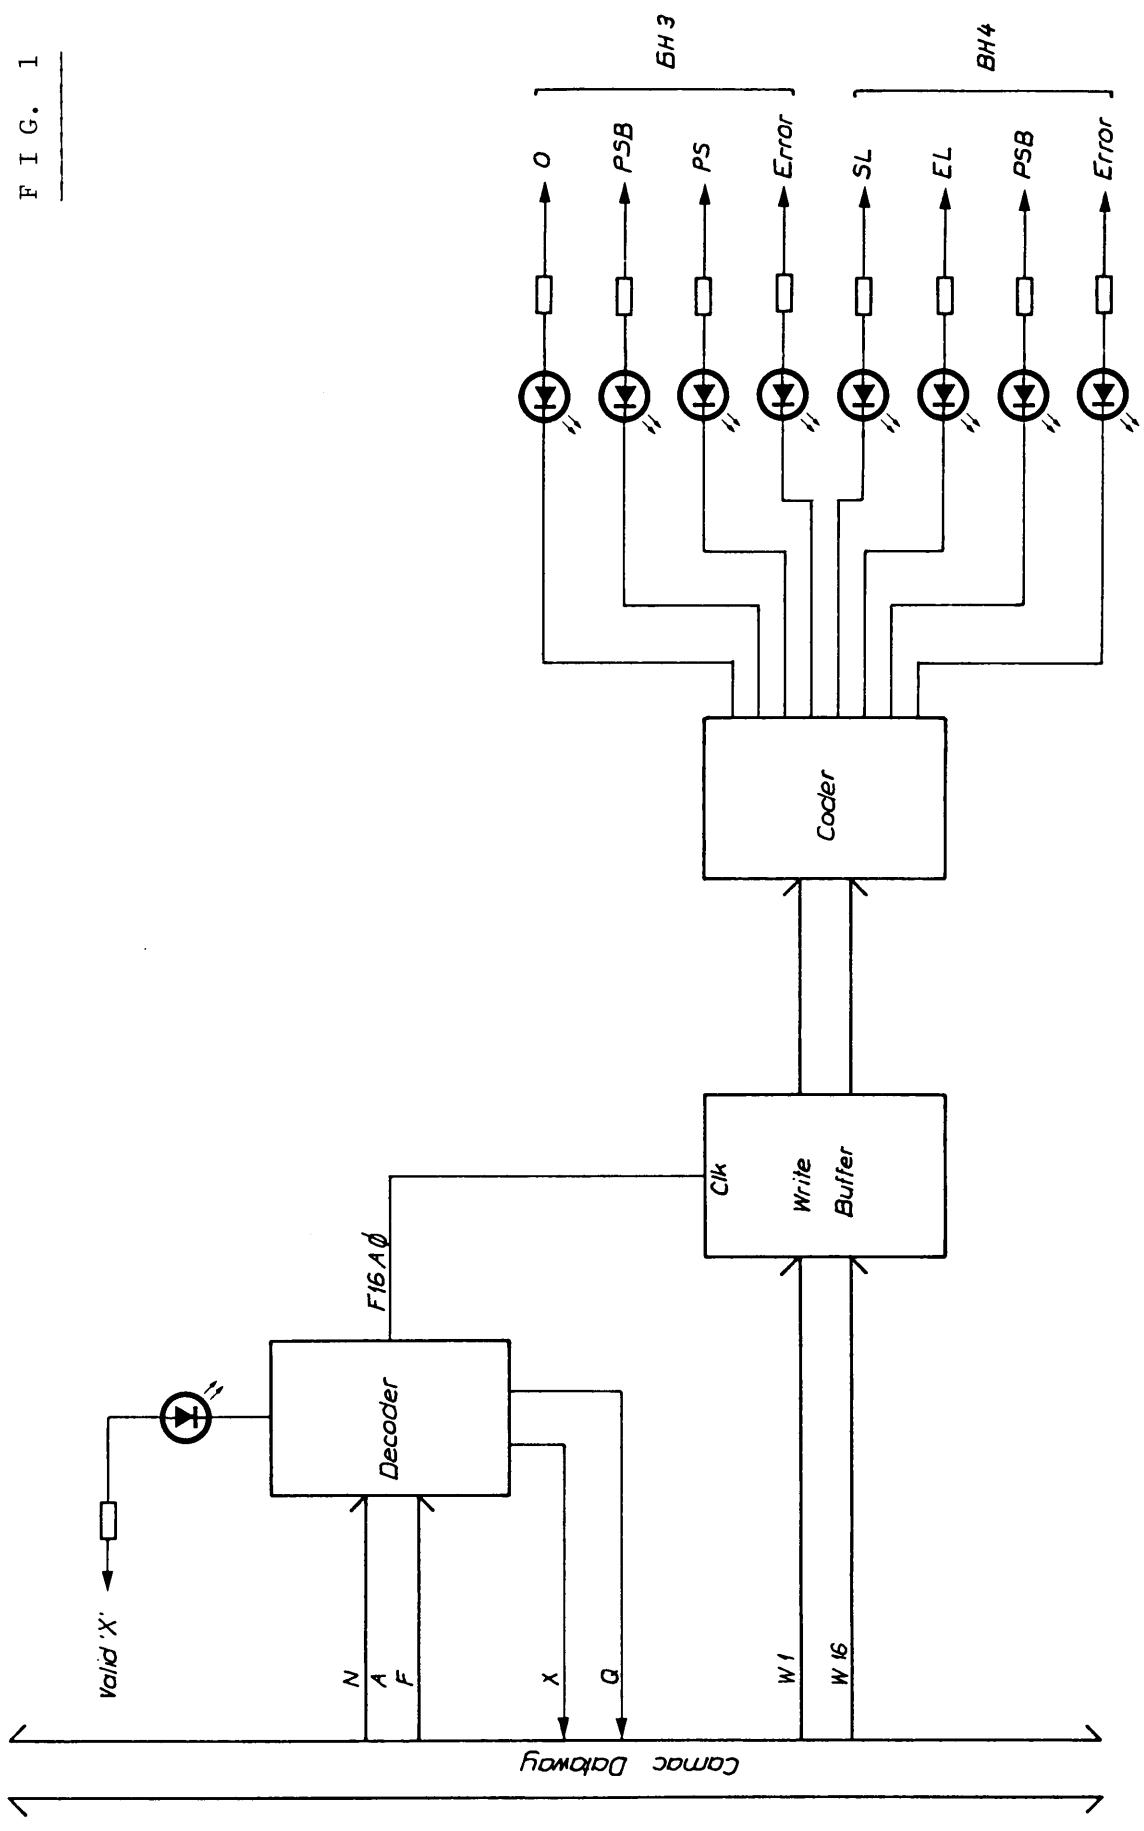 FIG. 1
Valid 'X'
N
A
F
Decoder
F16AØ
X
Q
Camac Dataway
W1
W16
Clk
Write
Buffer
Coder
O
PSB
PS
Error
BH3
SL
EL
PSB
Error
BH4